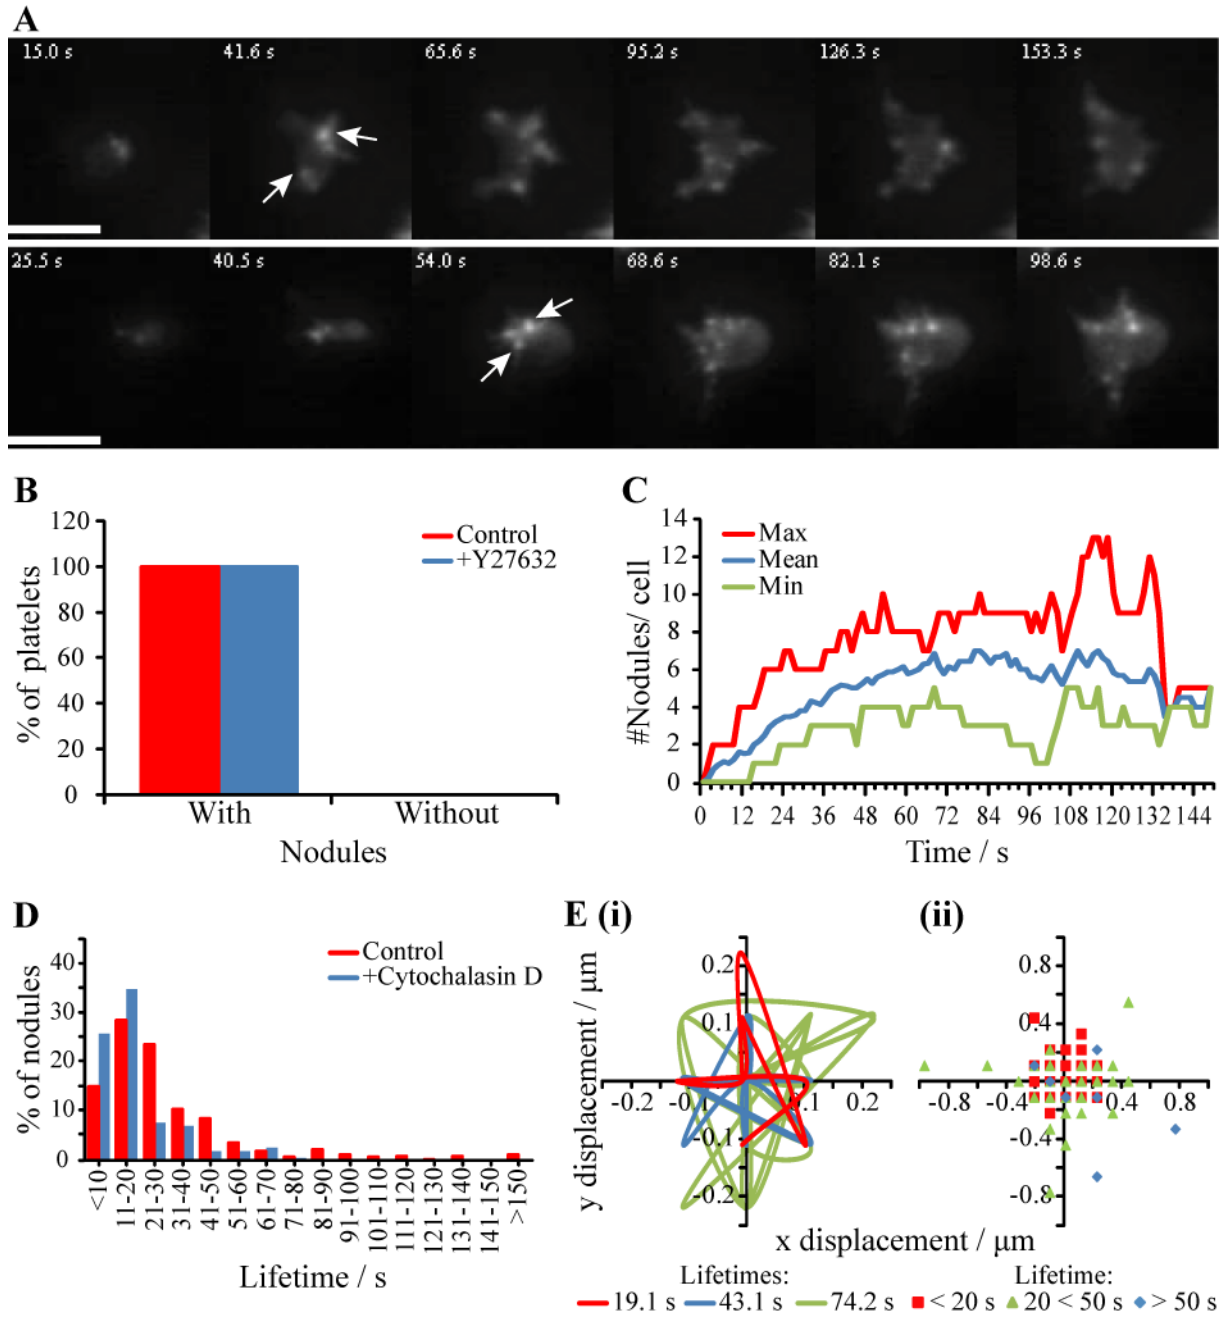 A
15.0 s 41.6 s 65.6 s 95.2 s 126.3 s 153.3 s
25.5 s 40.5 s 54.0 s 68.6 s 82.1 s 98.6 s
B
120
100
80
60
40
20
0
% of platelets
Control
+Y27632
With Without
Nodules
C
14
12
10
8
6
4
2
0
#Nodules/ cell
Max
Mean
Min
0 12 24 36 48 60 72 84 96 108 120 132 144
Time / s
D
40
30
20
10
0
% of nodules
Control
+Cytochalasin D
<10 11-20 21-30 31-40 41-50 51-60 61-70 71-80 81-90 91-100 101-110 111-120 121-130 131-140 141-150 >150
Lifetime / s
E (i)
y displacement / μm
0.2
0.1
-0.2 -0.1 0.1 0.2
-0.1
-0.2
(ii)
0.8
0.4
-0.8 -0.4 0.4 0.8
-0.4
-0.8
x displacement / μm
Lifetimes:
19.1 s 43.1 s 74.2 s
Lifetime:
< 20 s 20 < 50 s > 50 s